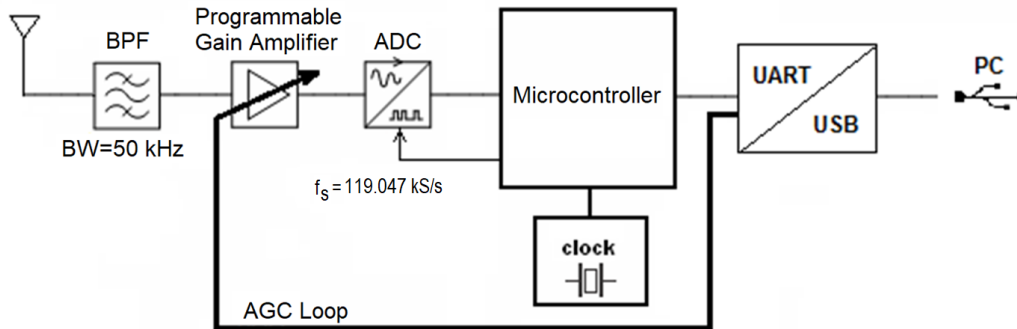 Programmable
Gain Amplifier
BPF
ADC
BW=50 kHz
fs = 119.047 kS/s
Microcontroller
clock
UART
USB
PC
AGC Loop